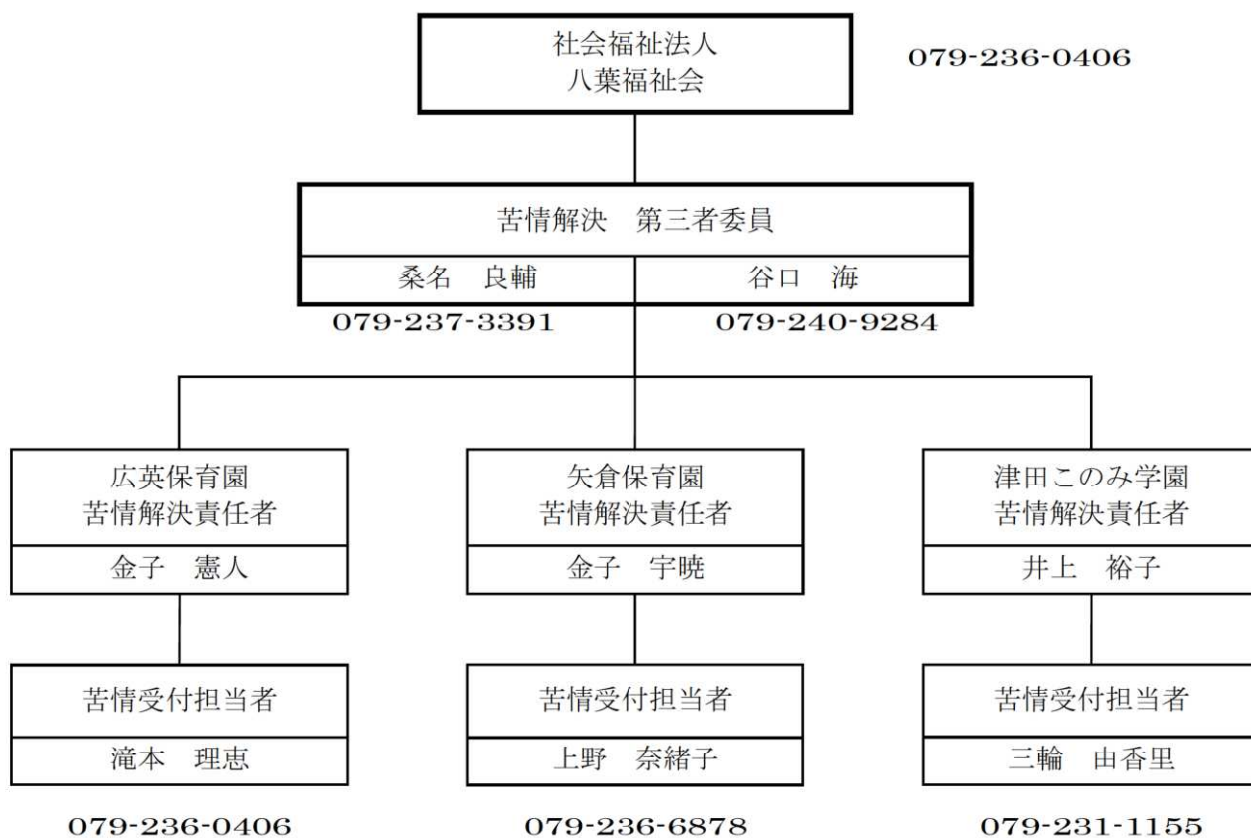 社会福祉法人
八葉福祉会
079-236-0406
苦情解決　第三者委員
桑名　良輔
谷口　海
079-237-3391
079-240-9284
広英保育園
苦情解決責任者
金子　憲人
矢倉保育園
苦情解決責任者
金子　宇暁
津田このみ学園
苦情解決責任者
井上　裕子
苦情受付担当者
滝本　理恵
苦情受付担当者
上野　奈緒子
苦情受付担当者
三輪　由香里
079-236-0406
079-236-6878
079-231-1155